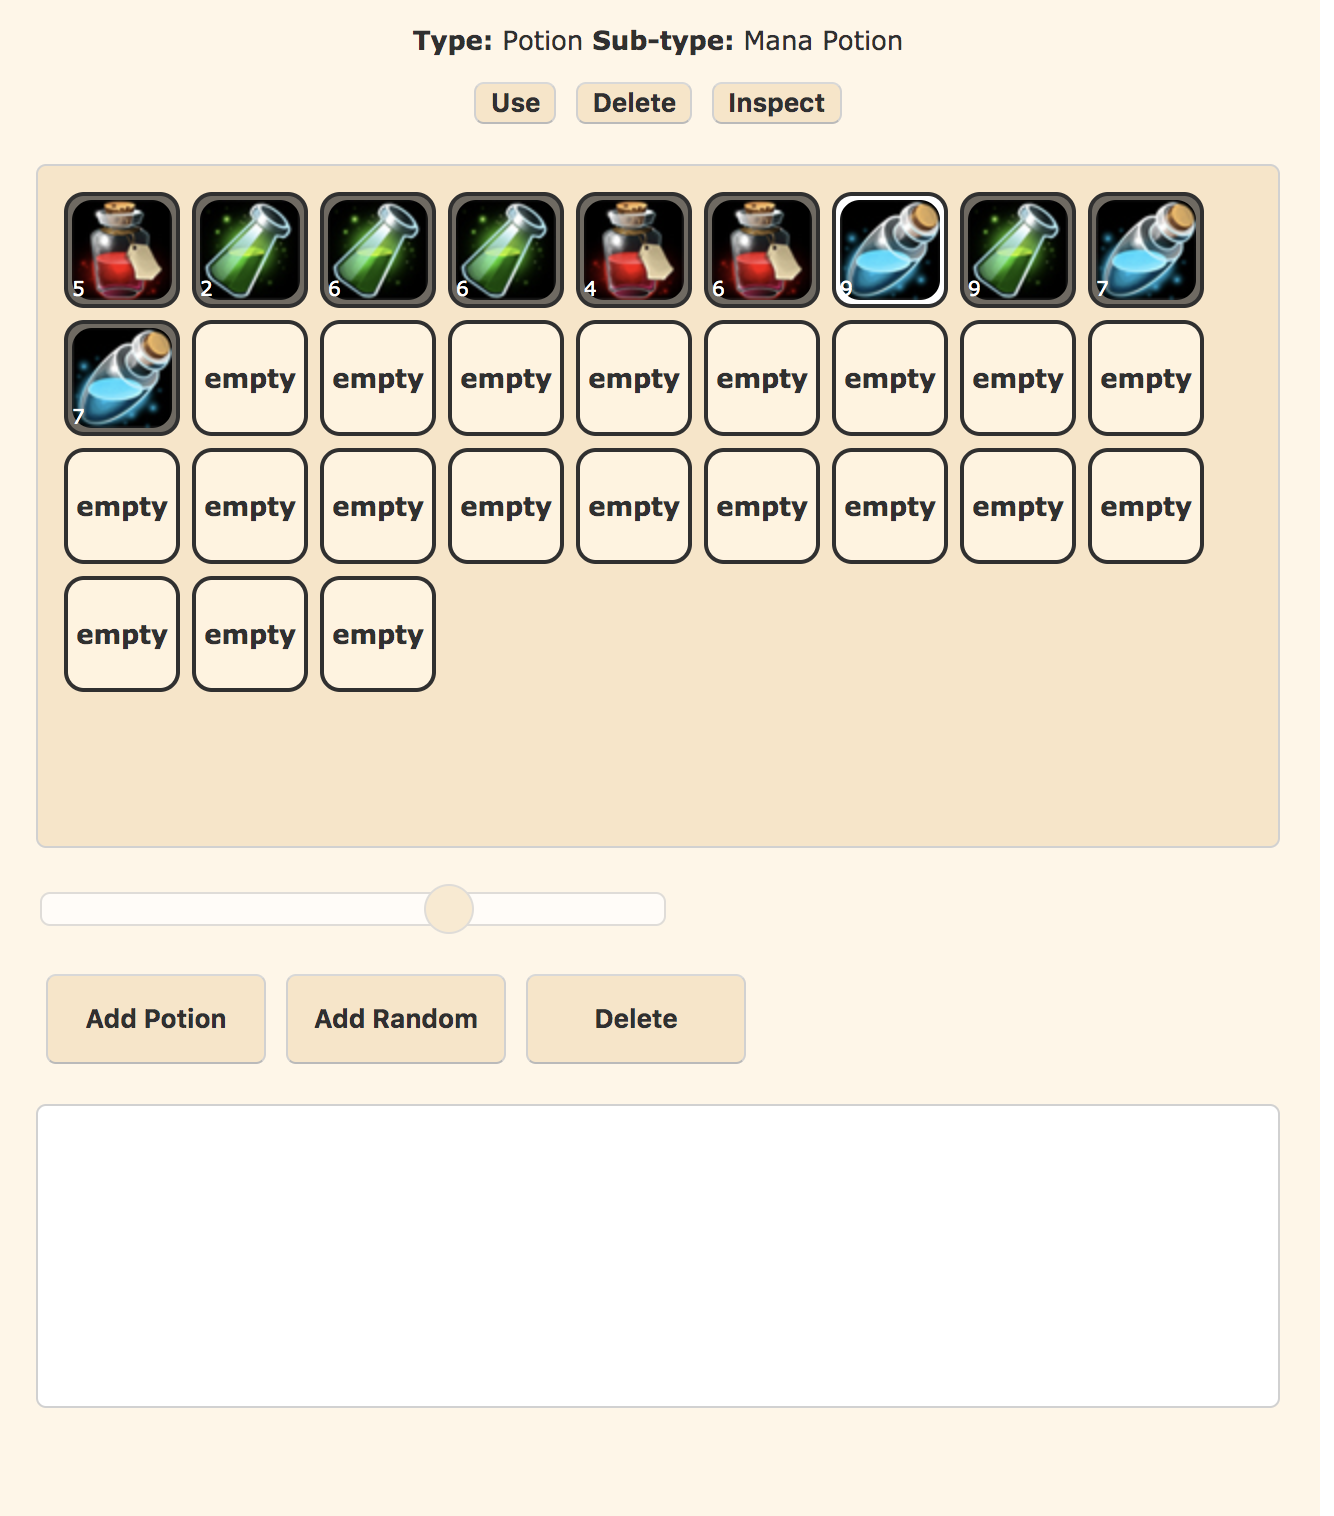 Type: Potion Sub-type: Mana Potion
Use Delete Inspect
5 2 6 6 4 6 9 9 7
7 empty empty empty empty empty empty empty empty
empty empty empty empty empty empty empty empty empty
empty empty empty
Add Potion Add Random Delete